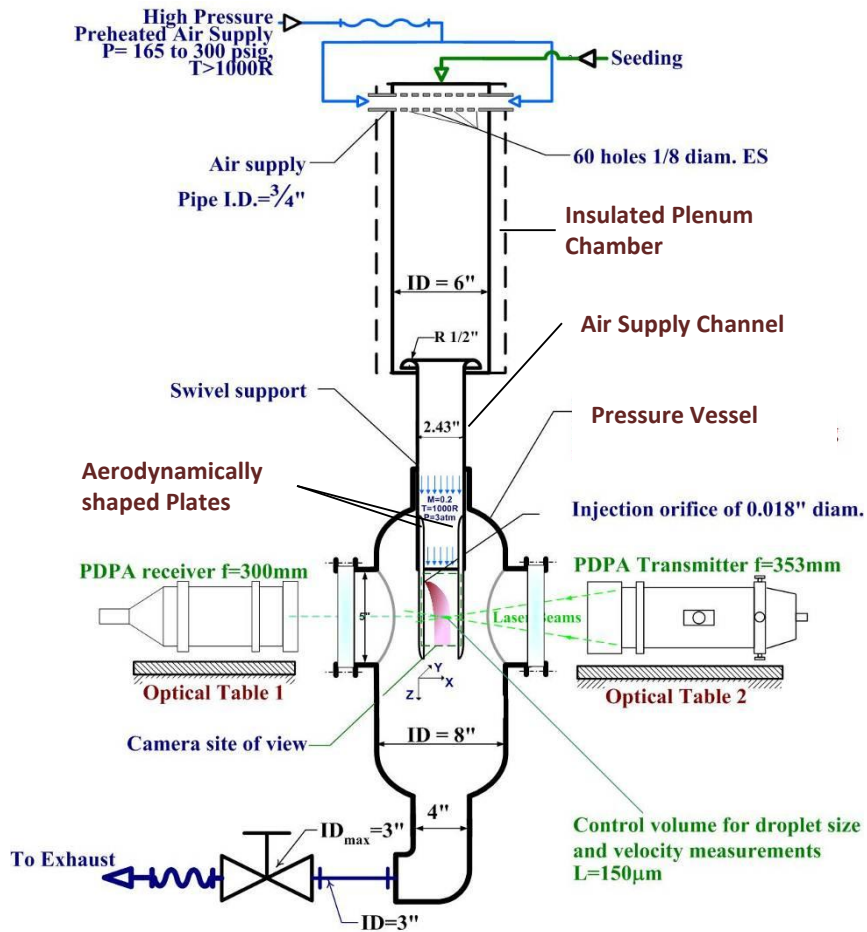 High Pressure
Preheated Air Supply
P= 165 to 300 psig,
T>1000R
Seeding
Air supply
Pipe I.D.=3/4"
60 holes 1/8 diam. ES
Insulated Plenum
Chamber
ID = 6"
R 1/2"
Air Supply Channel
Swivel support
2.43"
Pressure Vessel
Aerodynamically
shaped Plates
M=0.2
T=1000R
P=3atm
Injection orifice of 0.018" diam.
PDPA receiver f=300mm
PDPA Transmitter f=353mm
5"
Laser Beams
Y
X
Z
Optical Table 1
Optical Table 2
Camera site of view
ID = 8"
4"
IDmax=3"
Control volume for droplet size
and velocity measurements
L=150µm
To Exhaust
ID=3"